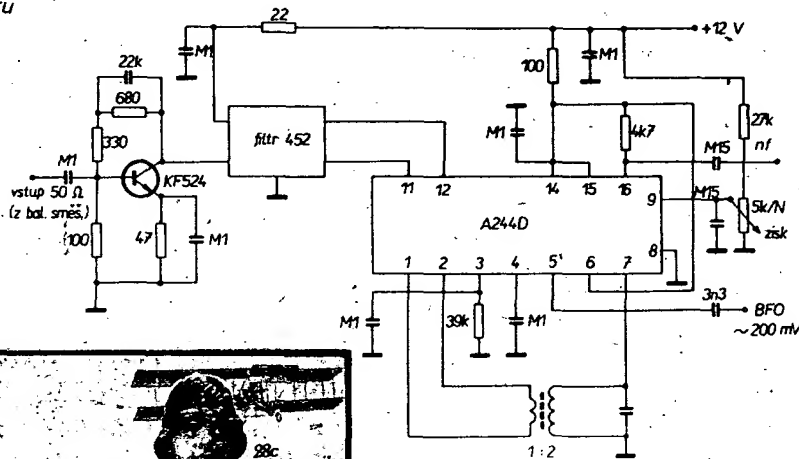 22
+12 V
M1
M1
22k
100
680
330
filtr 452
4k7
27k
nf
M1
M1
M15
KF524
vstup 50 Ω
(z bal. směš.)
11
12
14
15
16
9
M15
5k/N
zisk
100
47
M1
A244D
8
1
2
3
4
5
6
7
M1
39k
M1
3n3
BFO
~200 mV
28c
1:2